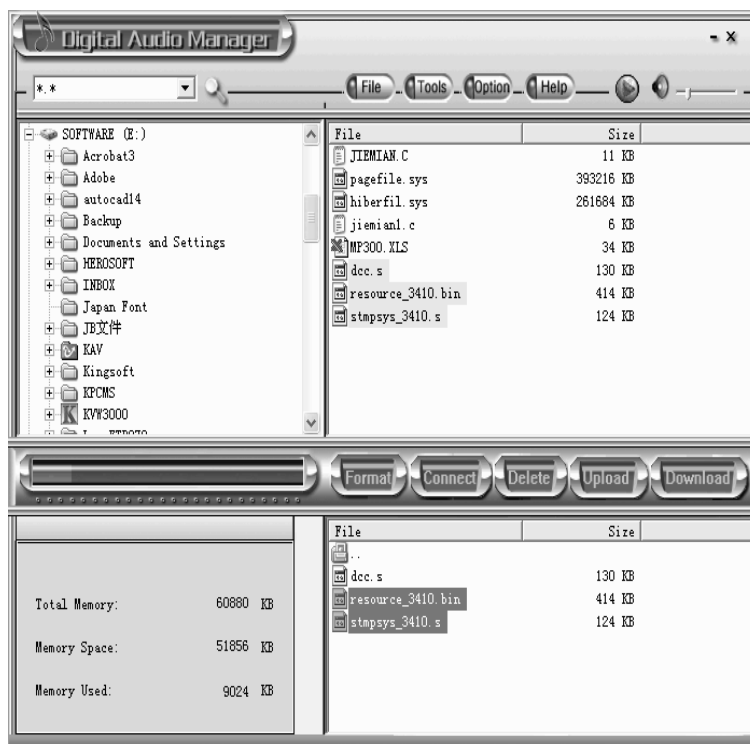 Digital Audio Manager
*.*
File Tools Option Help
SOFTWARE (E:)
Acrobat3
Adobe
autocad14
Backup
Documents and Settings
HEROSOFT
INBOX
Japan Font
JB文件
KAV
Kingsoft
KPCMS
KVW3000
File Size
JIEMIAN.C 11 KB
pagefile.sys 393216 KB
hiberfil.sys 261684 KB
jiemian1.c 6 KB
MP300.XLS 34 KB
dcc.s 130 KB
resource_3410.bin 414 KB
stmpsys_3410.s 124 KB
Format Connect Delete Upload Download
Total Memory: 60880 KB
Memory Space: 51856 KB
Memory Used: 9024 KB
File Size
..
dcc.s 130 KB
resource_3410.bin 414 KB
stmpsys_3410.s 124 KB